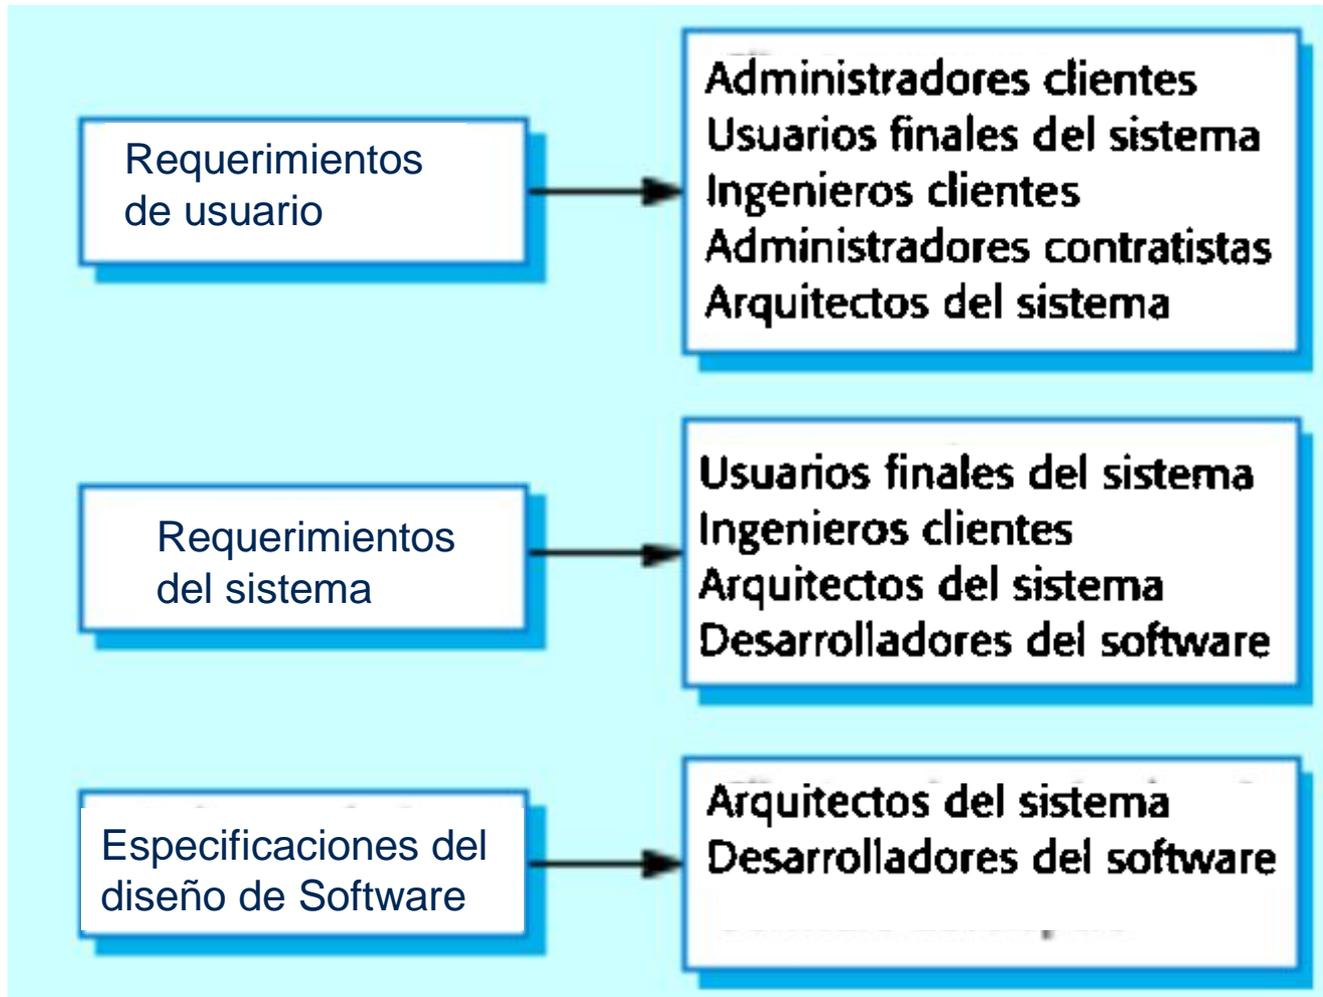 Requerimientos
de usuario
Administradores clientes
Usuarios finales del sistema
Ingenieros clientes
Administradores contratistas
Arquitectos del sistema
Requerimientos
del sistema
Usuarios finales del sistema
Ingenieros clientes
Arquitectos del sistema
Desarrolladores del software
Especificaciones del
diseño de Software
Arquitectos del sistema
Desarrolladores del software